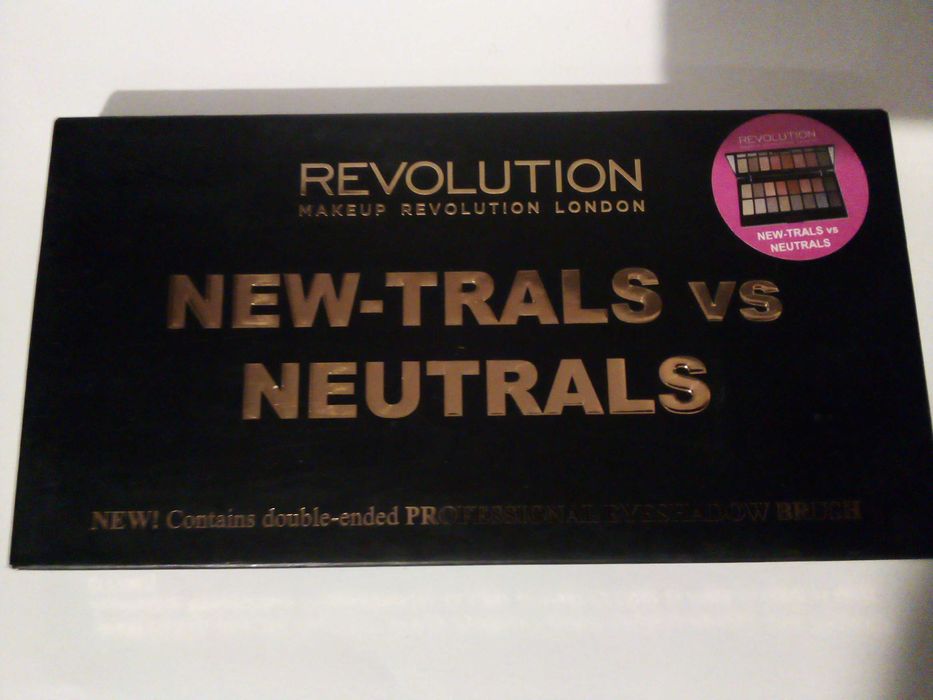 REVOLUTION
MAKEUP REVOLUTION LONDON
REVOLUTION
NEW-TRALS vs
NEUTRALS
NEW-TRALS VS
NEUTRALS
NEW! Contains double-ended PROFESSIONAL EYESHADOW BRUSH